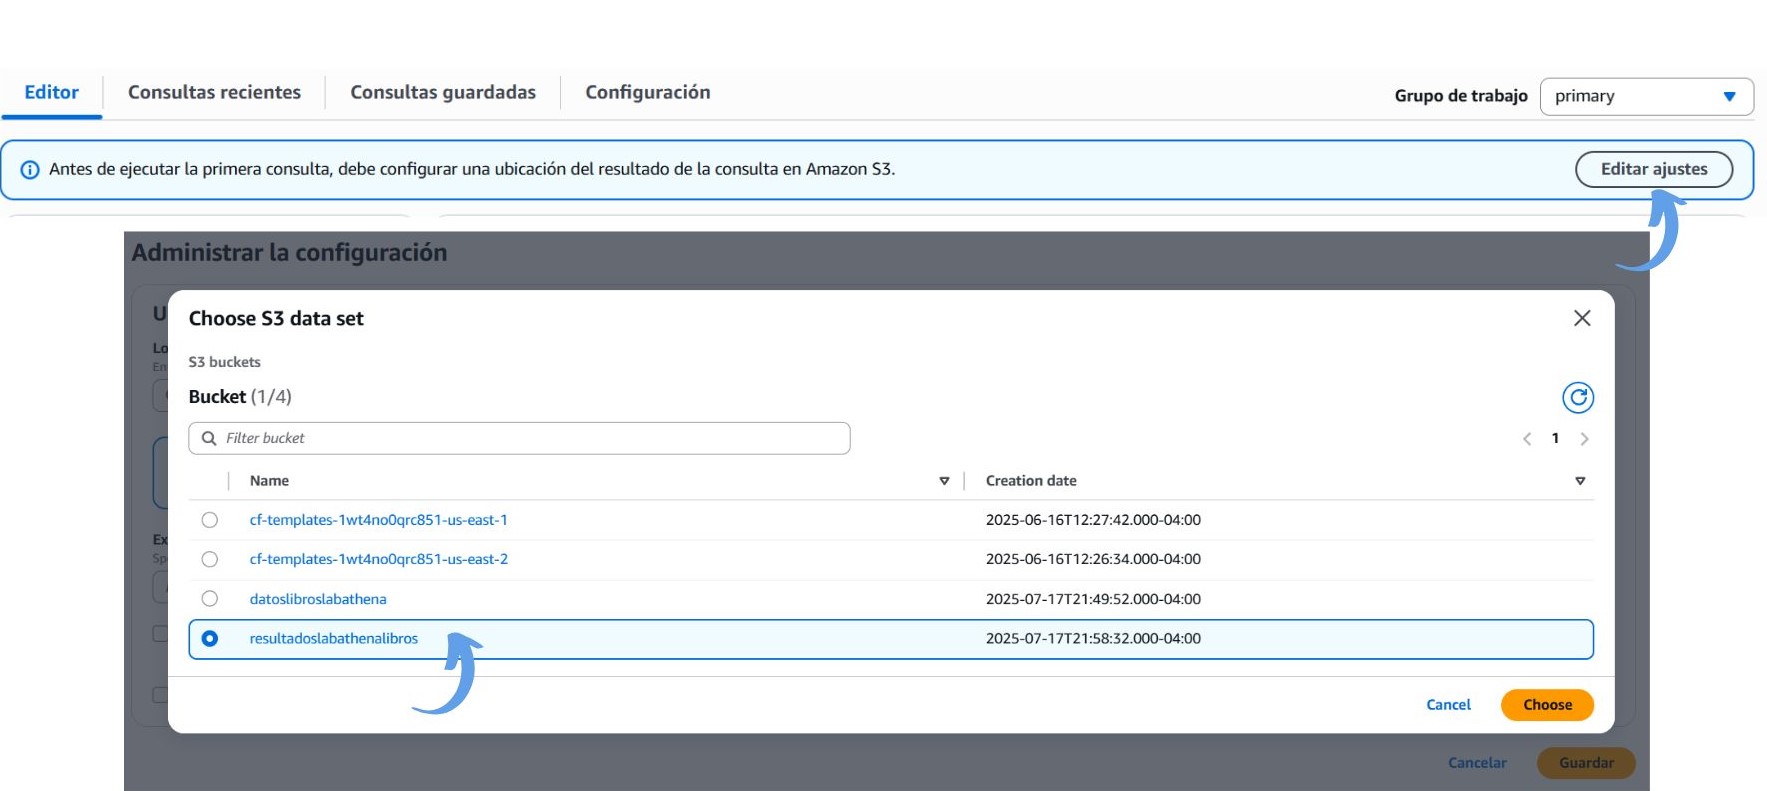 Editor
Consultas recientes
Consultas guardadas
Configuración
Grupo de trabajo
primary
Antes de ejecutar la primera consulta, debe configurar una ubicación del resultado de la consulta en Amazon S3.
Editar ajustes
Administrar la configuración
Choose S3 data set
S3 buckets
Bucket (1/4)
Filter bucket
1
Name
Creation date
cf-templates-1wt4no0qrc851-us-east-1
2025-06-16T12:27:42.000-04:00
cf-templates-1wt4no0qrc851-us-east-2
2025-06-16T12:26:34.000-04:00
datoslibroslabathena
2025-07-17T21:49:52.000-04:00
resultadoslabathenalibros
2025-07-17T21:58:32.000-04:00
Cancel
Choose
Cancelar
Guardar